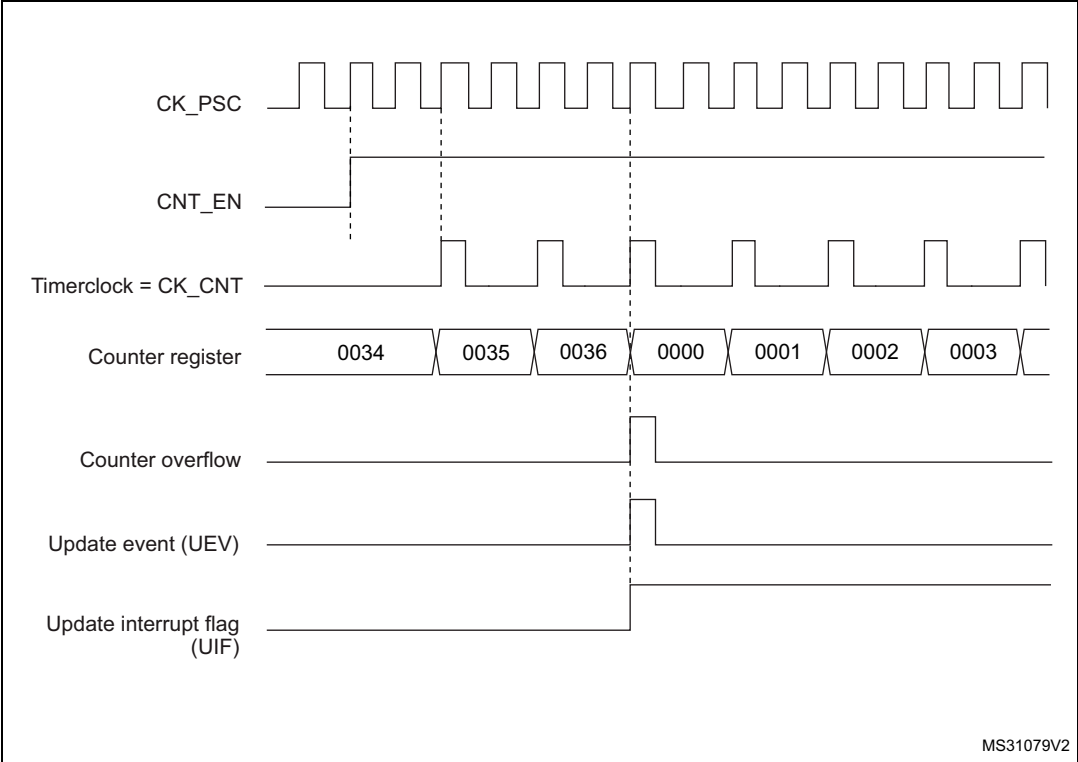 CK_PSC
CNT_EN
Timerclock = CK_CNT
Counter register
0034 0035 0036 0000 0001 0002 0003
Counter overflow
Update event (UEV)
Update interrupt flag
(UIF)
MS31079V2